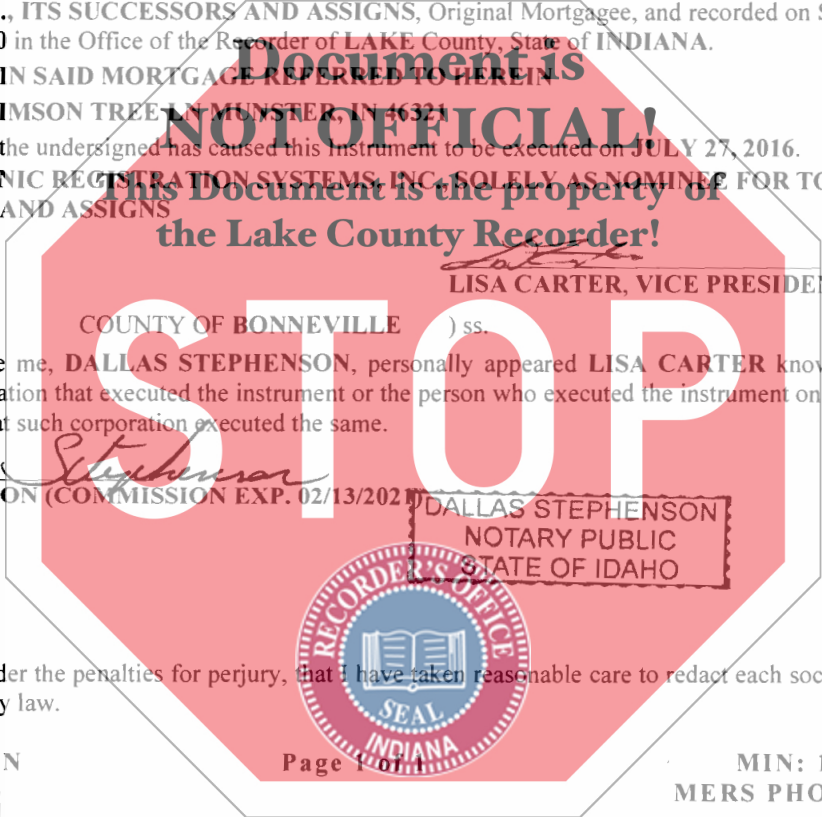 ., ITS SUCCESSORS AND ASSIGNS, Original Mortgagee, and recorded on S
0 in the Office of the Recorder of LAKE County, State of INDIANA.
Document is
IN SAID MORTGAGE REFERRED TO HEREIN
IMSON TREE LN MUNSTER, IN 46321
NOT OFFICIAL!
the undersigned has caused this Instrument to be executed on JULY 27, 2016.
NIC REGISTRATION SYSTEMS, INC., SOLELY AS NOMINEE FOR TO
This Document is the property of
AND ASSIGNS
the Lake County Recorder!
LISA CARTER, VICE PRESIDEN
STOP
COUNTY OF BONNEVILLE ) ss.
e me, DALLAS STEPHENSON, personally appeared LISA CARTER know
ation that executed the instrument or the person who executed the instrument on
at such corporation executed the same.
Stephenson
ON (COMMISSION EXP. 02/13/2021)
DALLAS STEPHENSON
NOTARY PUBLIC
STATE OF IDAHO
RECORDER'S OFFICE
SEAL
INDIANA
der the penalties for perjury, that I have taken reasonable care to redact each soc
y law.
N
Page 1 of 1
MIN: 1
MERS PHO